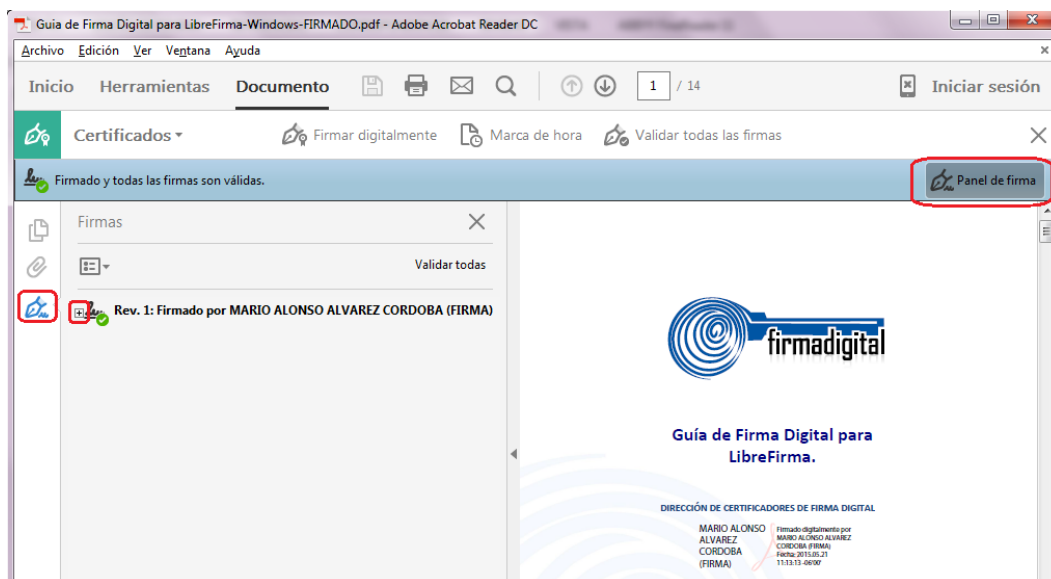 Guia de Firma Digital para LibreFirma-Windows-FIRMADO.pdf - Adobe Acrobat Reader DC
Archivo Edición Ver Ventana Ayuda
Inicio Herramientas Documento 1 / 14 Iniciar sesión
Certificados Firmar digitalmente Marca de hora Validar todas las firmas
Firmado y todas las firmas son válidas. Panel de firma
Firmas
Validar todas
Rev. 1: Firmado por MARIO ALONSO ALVAREZ CORDOBA (FIRMA)
firmadigital
Guía de Firma Digital para
LibreFirma.
DIRECCIÓN DE CERTIFICADORES DE FIRMA DIGITAL
MARIO ALONSO
ALVAREZ
CORDOBA
(FIRMA)
Firmado digitalmente por
MARIO ALONSO ALVAREZ
CORDOBA (FIRMA)
Fecha: 2015.05.21
11:13:13 -06'00'